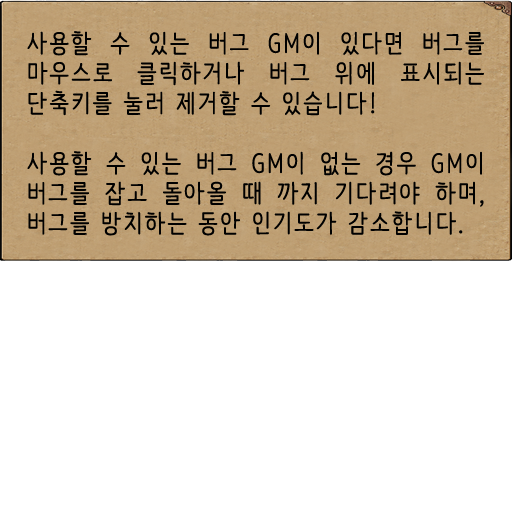 사용할 수 있는 버그 GM이 있다면 버그를
마우스로 클릭하거나 버그 위에 표시되는
단축키를 눌러 제거할 수 있습니다!
사용할 수 있는 버그 GM이 없는 경우 GM이
버그를 잡고 돌아올 때 까지 기다려야 하며,
버그를 방치하는 동안 인기도가 감소합니다.